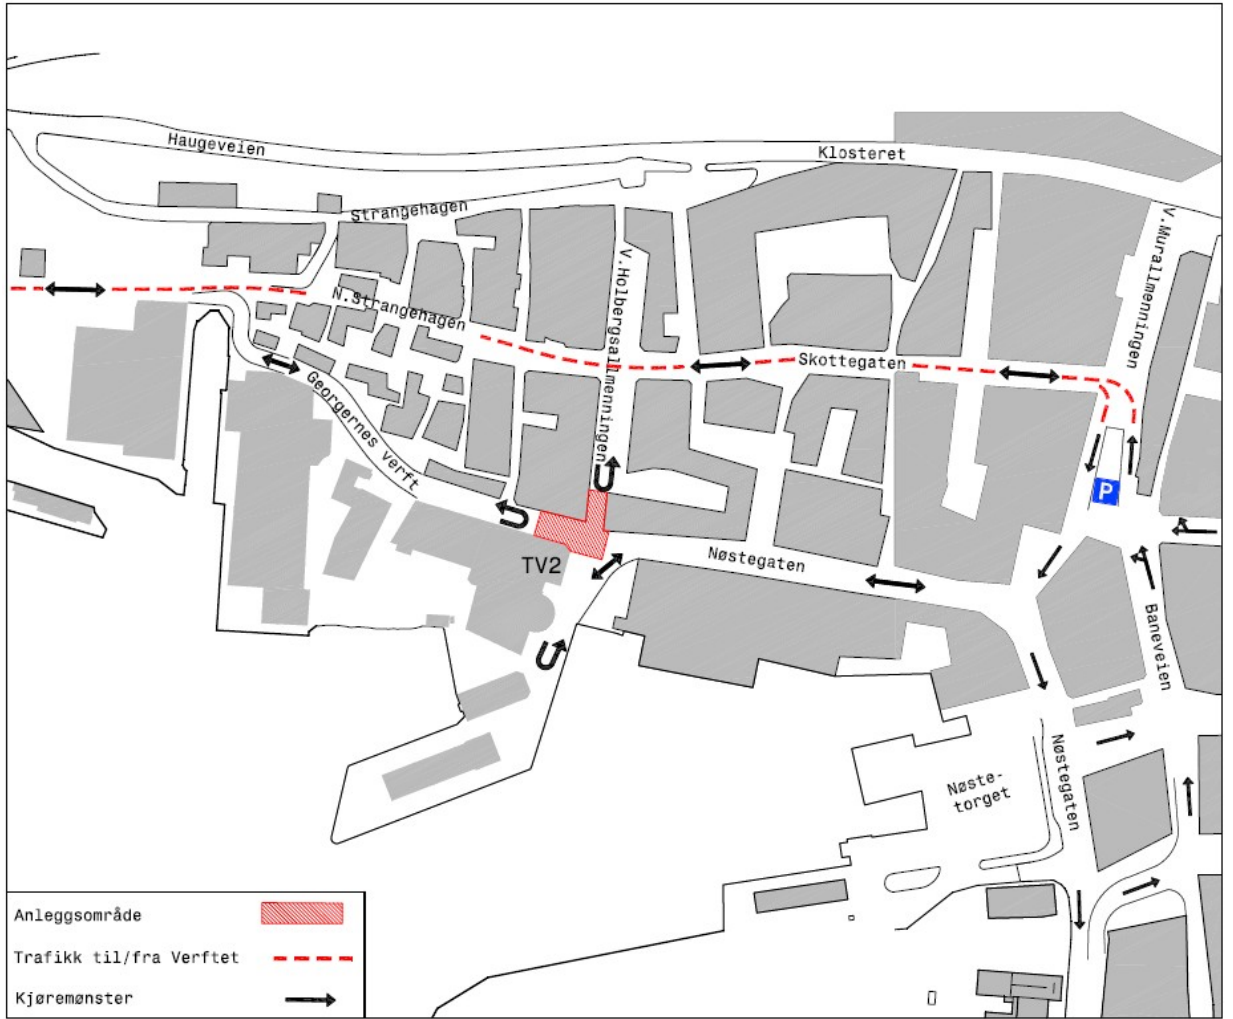 Haugeveien
Klosteret
Strangehagen
V.Murallmenningen
V.Holbergsallmenningen
N.Strangehagen
Skottegaten
Georgernes verft
P
TV2
Nøstegaten
Baneveien
Nøstegaten
Nøste-
torget
Anleggsområde
Trafikk til/fra Verftet
Kjøremønster